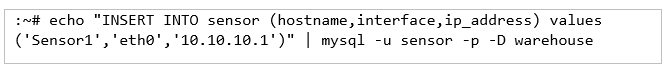 :~# echo "INSERT INTO sensor (hostname,interface,ip_address) values
('Sensor1','eth0','10.10.10.1')" | mysql -u sensor -p -D warehouse